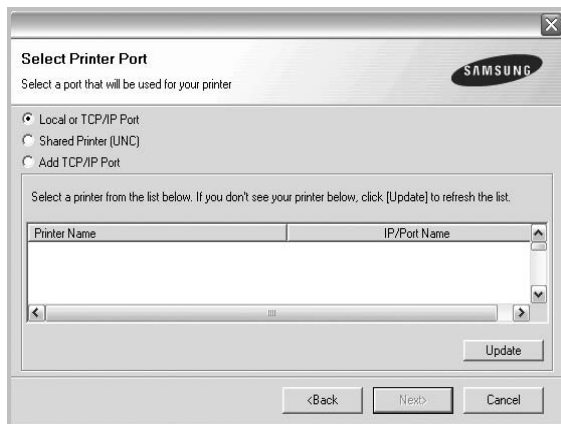 Select Printer Port
Select a port that will be used for your printer
SAMSUNG
Local or TCP/IP Port
Shared Printer (UNC)
Add TCP/IP Port
Select a printer from the list below. If you don't see your printer below, click [Update] to refresh the list.
Printer Name IP/Port Name
Update
<Back Next> Cancel